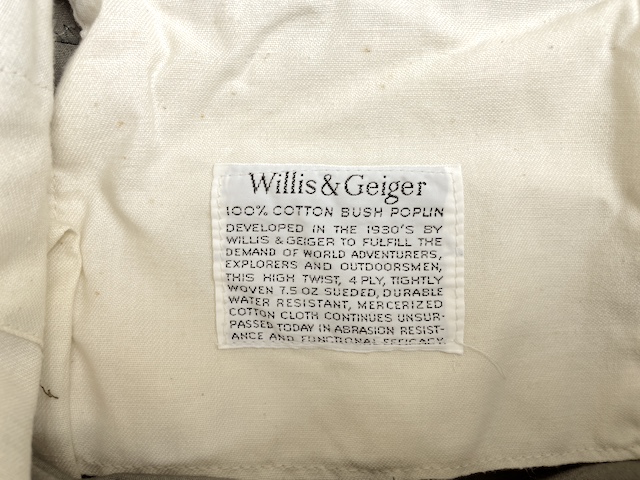 Willis & Geiger
100% COTTON BUSH POPLIN
DEVELOPED IN THE 1930'S BY
WILLIS & GEIGER TO FULFILL THE
DEMAND OF WORLD ADVENTURERS,
EXPLORERS AND OUTDOORSMEN,
THIS HIGH TWIST, 4 PLY, TIGHTLY
WOVEN 7.5 OZ SUEDED, DURABLE
WATER RESISTANT, MERCERIZED
COTTON CLOTH CONTINUES UNSUR-
PASSED TODAY IN ABRASION RESIST-
ANCE AND FUNCTIONAL EFFICACY